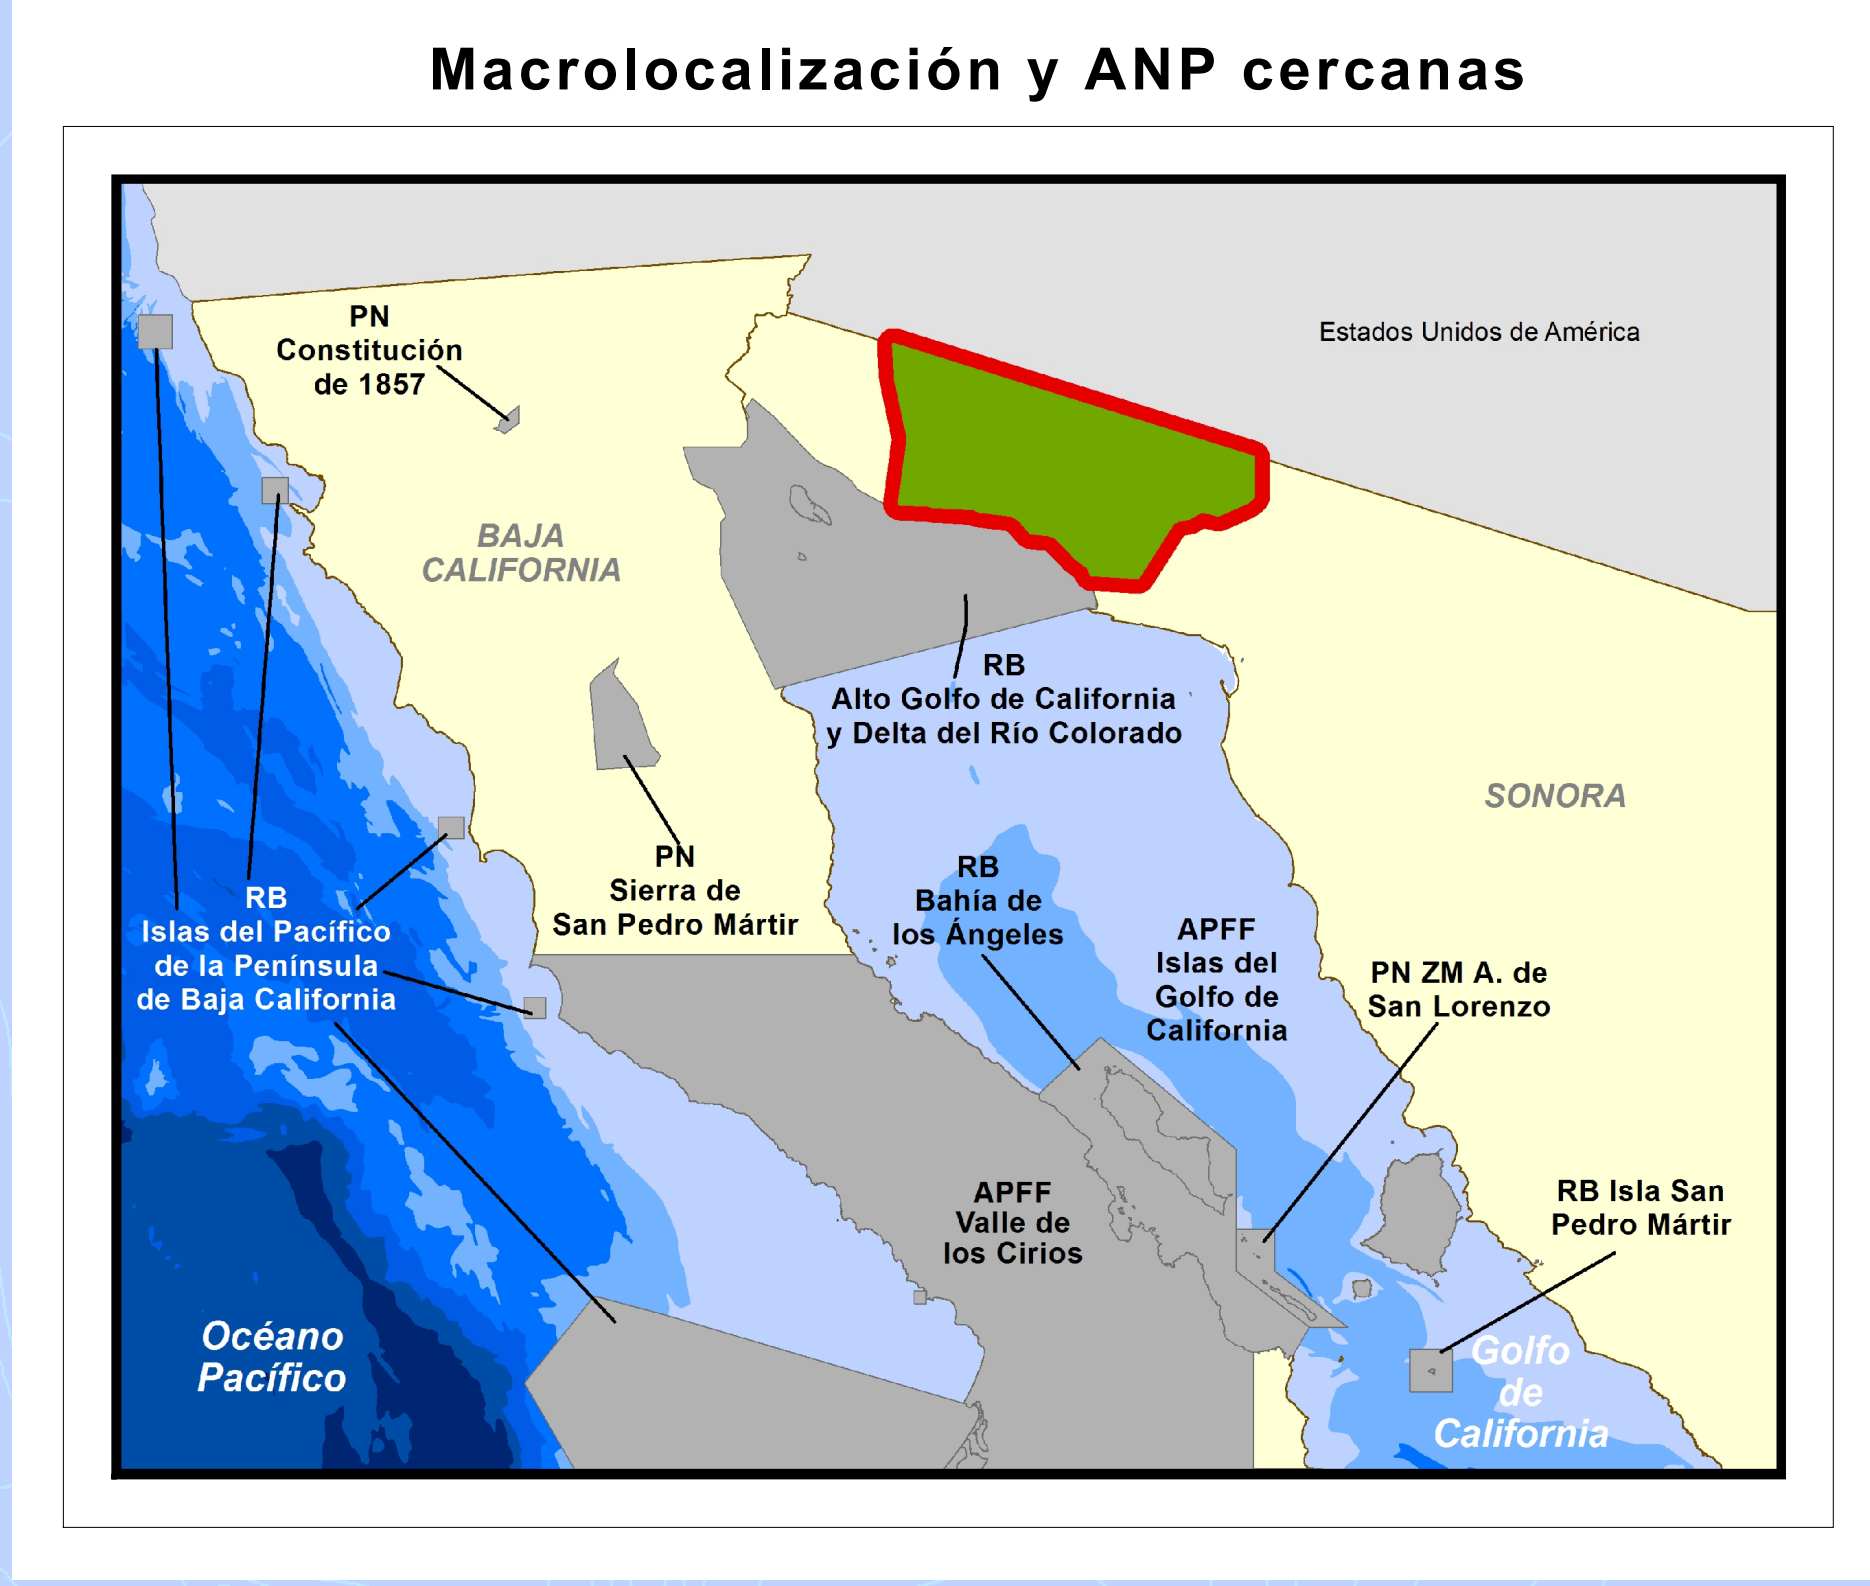 Macrolocalización y ANP cercanas
PN
Constitución
de 1857
Estados Unidos de América
BAJA
CALIFORNIA
RB
Alto Golfo de California
y Delta del Río Colorado
SONORA
PN
Sierra de
San Pedro Mártir
RB
Islas del Pacífico
de la Península
de Baja California
RB
Bahía de
los Ángeles
APFF
Islas del
Golfo de
California
PN ZM A. de
San Lorenzo
APFF
Valle de
los Cirios
RB Isla San
Pedro Mártir
Océano
Pacífico
Golfo
de
California